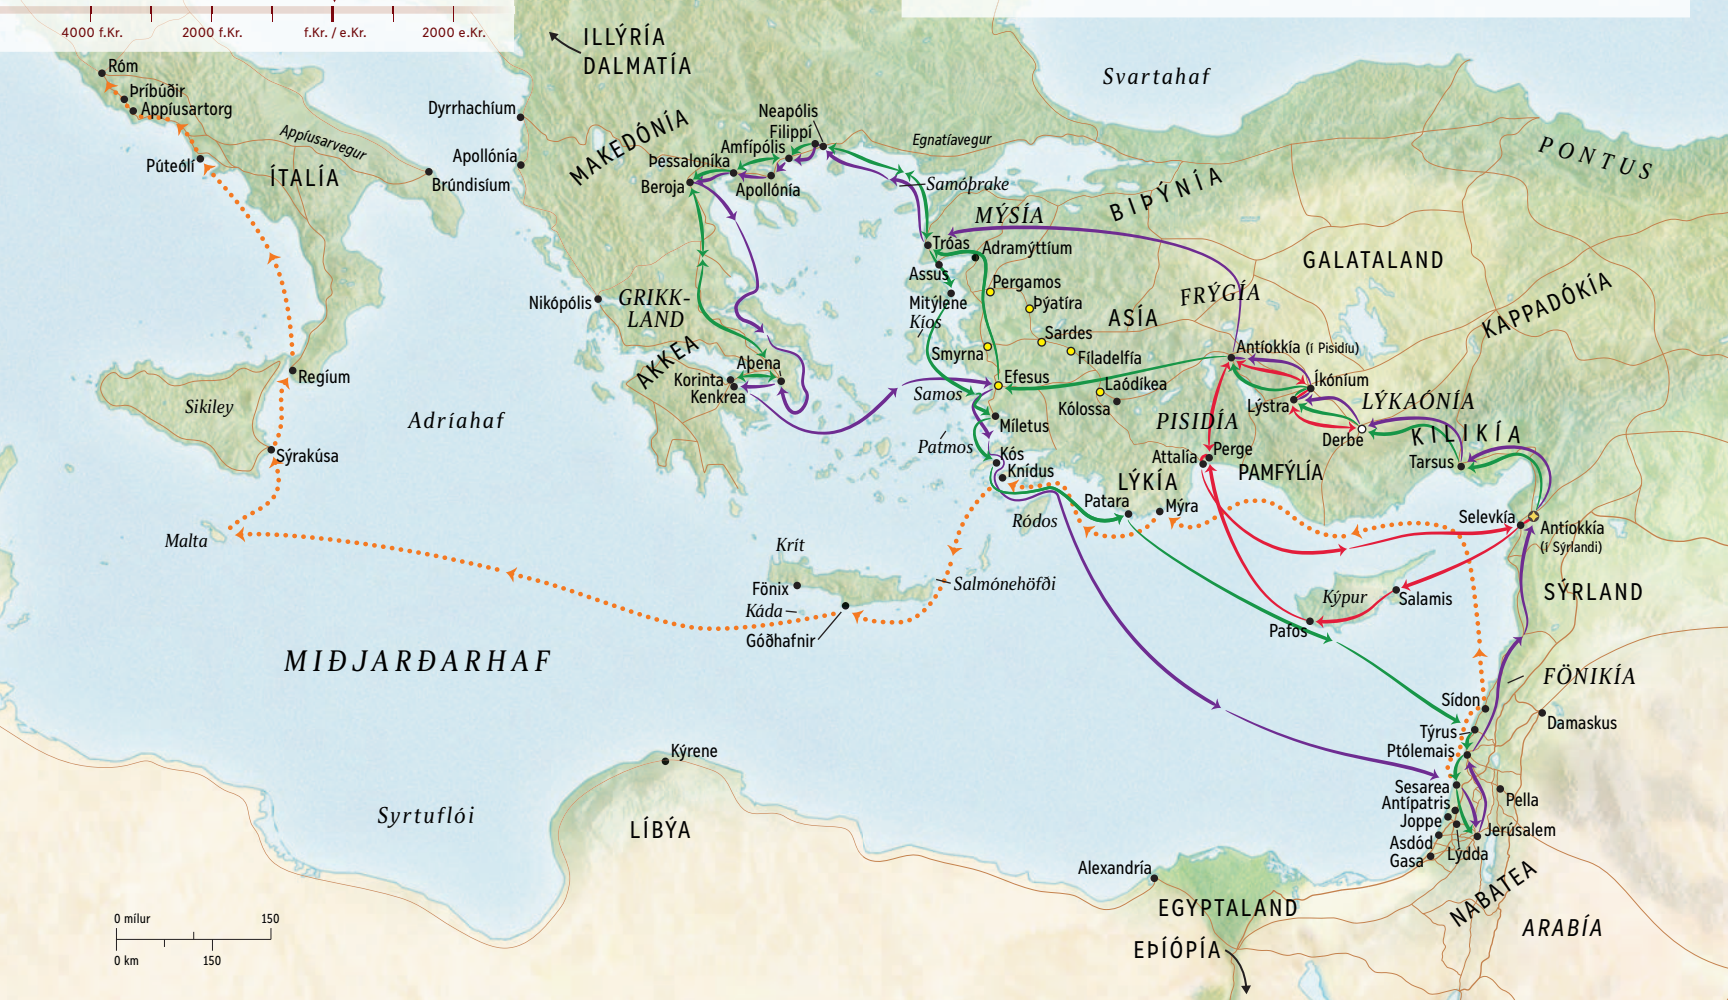 4000 f.Kr.
2000 f.Kr.
f.Kr. / e.Kr.
2000 e.Kr.
ILLÝRÍA
DALMATÍA
Svartahaf
Róm
Þríbúðir
Appíusartorg
Appíusarvegur
Púteólí
ÍTALÍA
Brúndisíum
Dyrrhachíum
Apollónía
MAKEDÓNÍA
Neapólis
Filippí
Amfípólis
Þessaloníka
Beroja
Apollónía
Egnatíavegur
Samóþrake
MÝSÍA
BIÞÝNÍA
PONTUS
Tróas
Adramýttíum
Assus
Mitýlene
Kíos
Pergamos
Þýatíra
Sardes
Smyrna
Fíladelfía
ASÍA
FRÝGÍA
GALATALAND
KAPPADÓKÍA
Nikópólis
GRIKK-
LAND
AKKEA
Aþena
Korinta
Kenkrea
Efesus
Samos
Laódíkea
Kólossa
Antíokkía (í Pisidíu)
Íkóníum
Lýstra
LÝKAÓNÍA
Derbe
KILIKÍA
Tarsus
PISIDÍA
Míletus
Patmos
Kós
Knídus
Attalía
Perge
PAMFÝLÍA
LÝKÍA
Patara
Mýra
Ródos
Selevkía
Antíokkía
(í Sýrlandi)
Regíum
Sikiley
Sýrakúsa
Adríahaf
Malta
Krít
Fönix
Káda
Góðhafnir
Salmónehöfði
Kýpur
Salamis
Pafos
SÝRLAND
MIÐJARÐARHAF
FÖNIKÍA
Sídon
Týrus
Ptólemais
Damaskus
Sesarea
Antípatris
Joppe
Asdód
Gasa
Lýdda
Pella
Jerúsalem
Kýrene
Syrtuflói
LÍBÝA
Alexandría
EGYPTALAND
EÞÍÓPÍA
NABATEA
ARABÍA
0 mílur 150
0 km 150